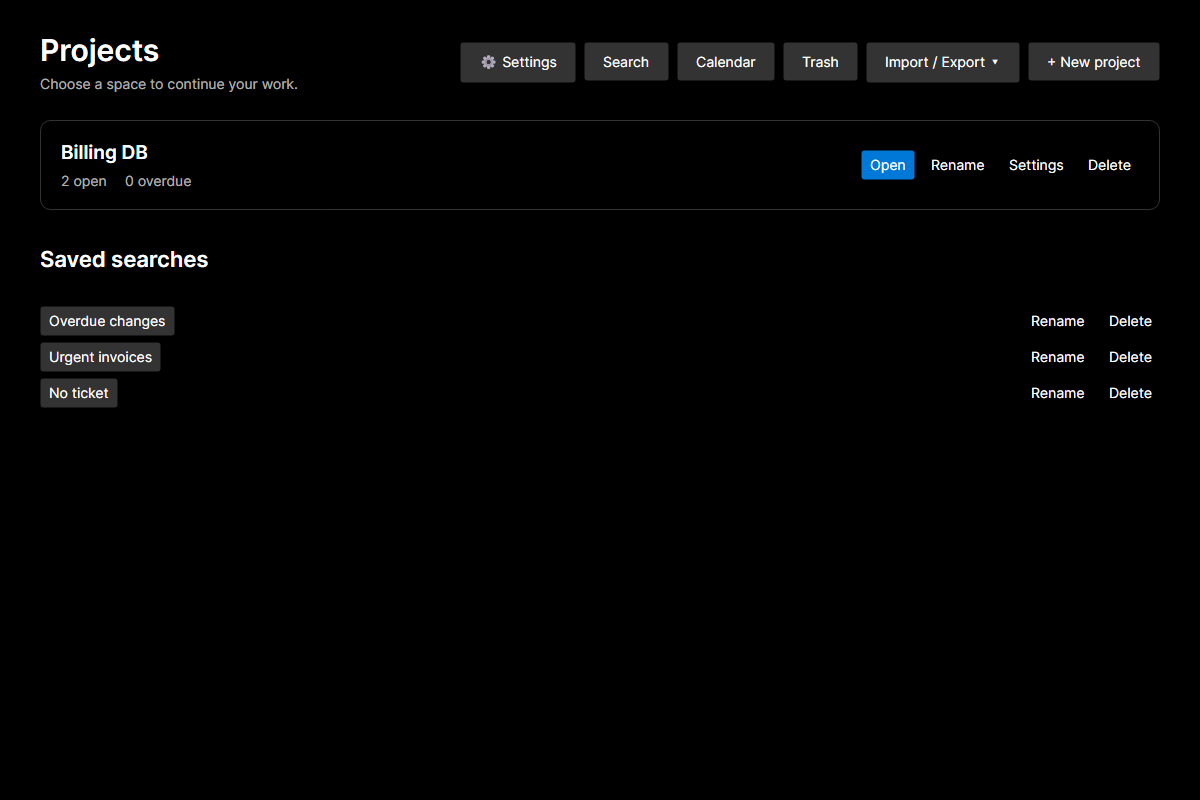 Projects
Choose a space to continue your work.
⚙ Settings
Search
Calendar
Trash
Import / Export ▾
+ New project
Billing DB
2 open 0 overdue
Open
Rename
Settings
Delete
Saved searches
Overdue changes Rename Delete
Urgent invoices Rename Delete
No ticket Rename Delete